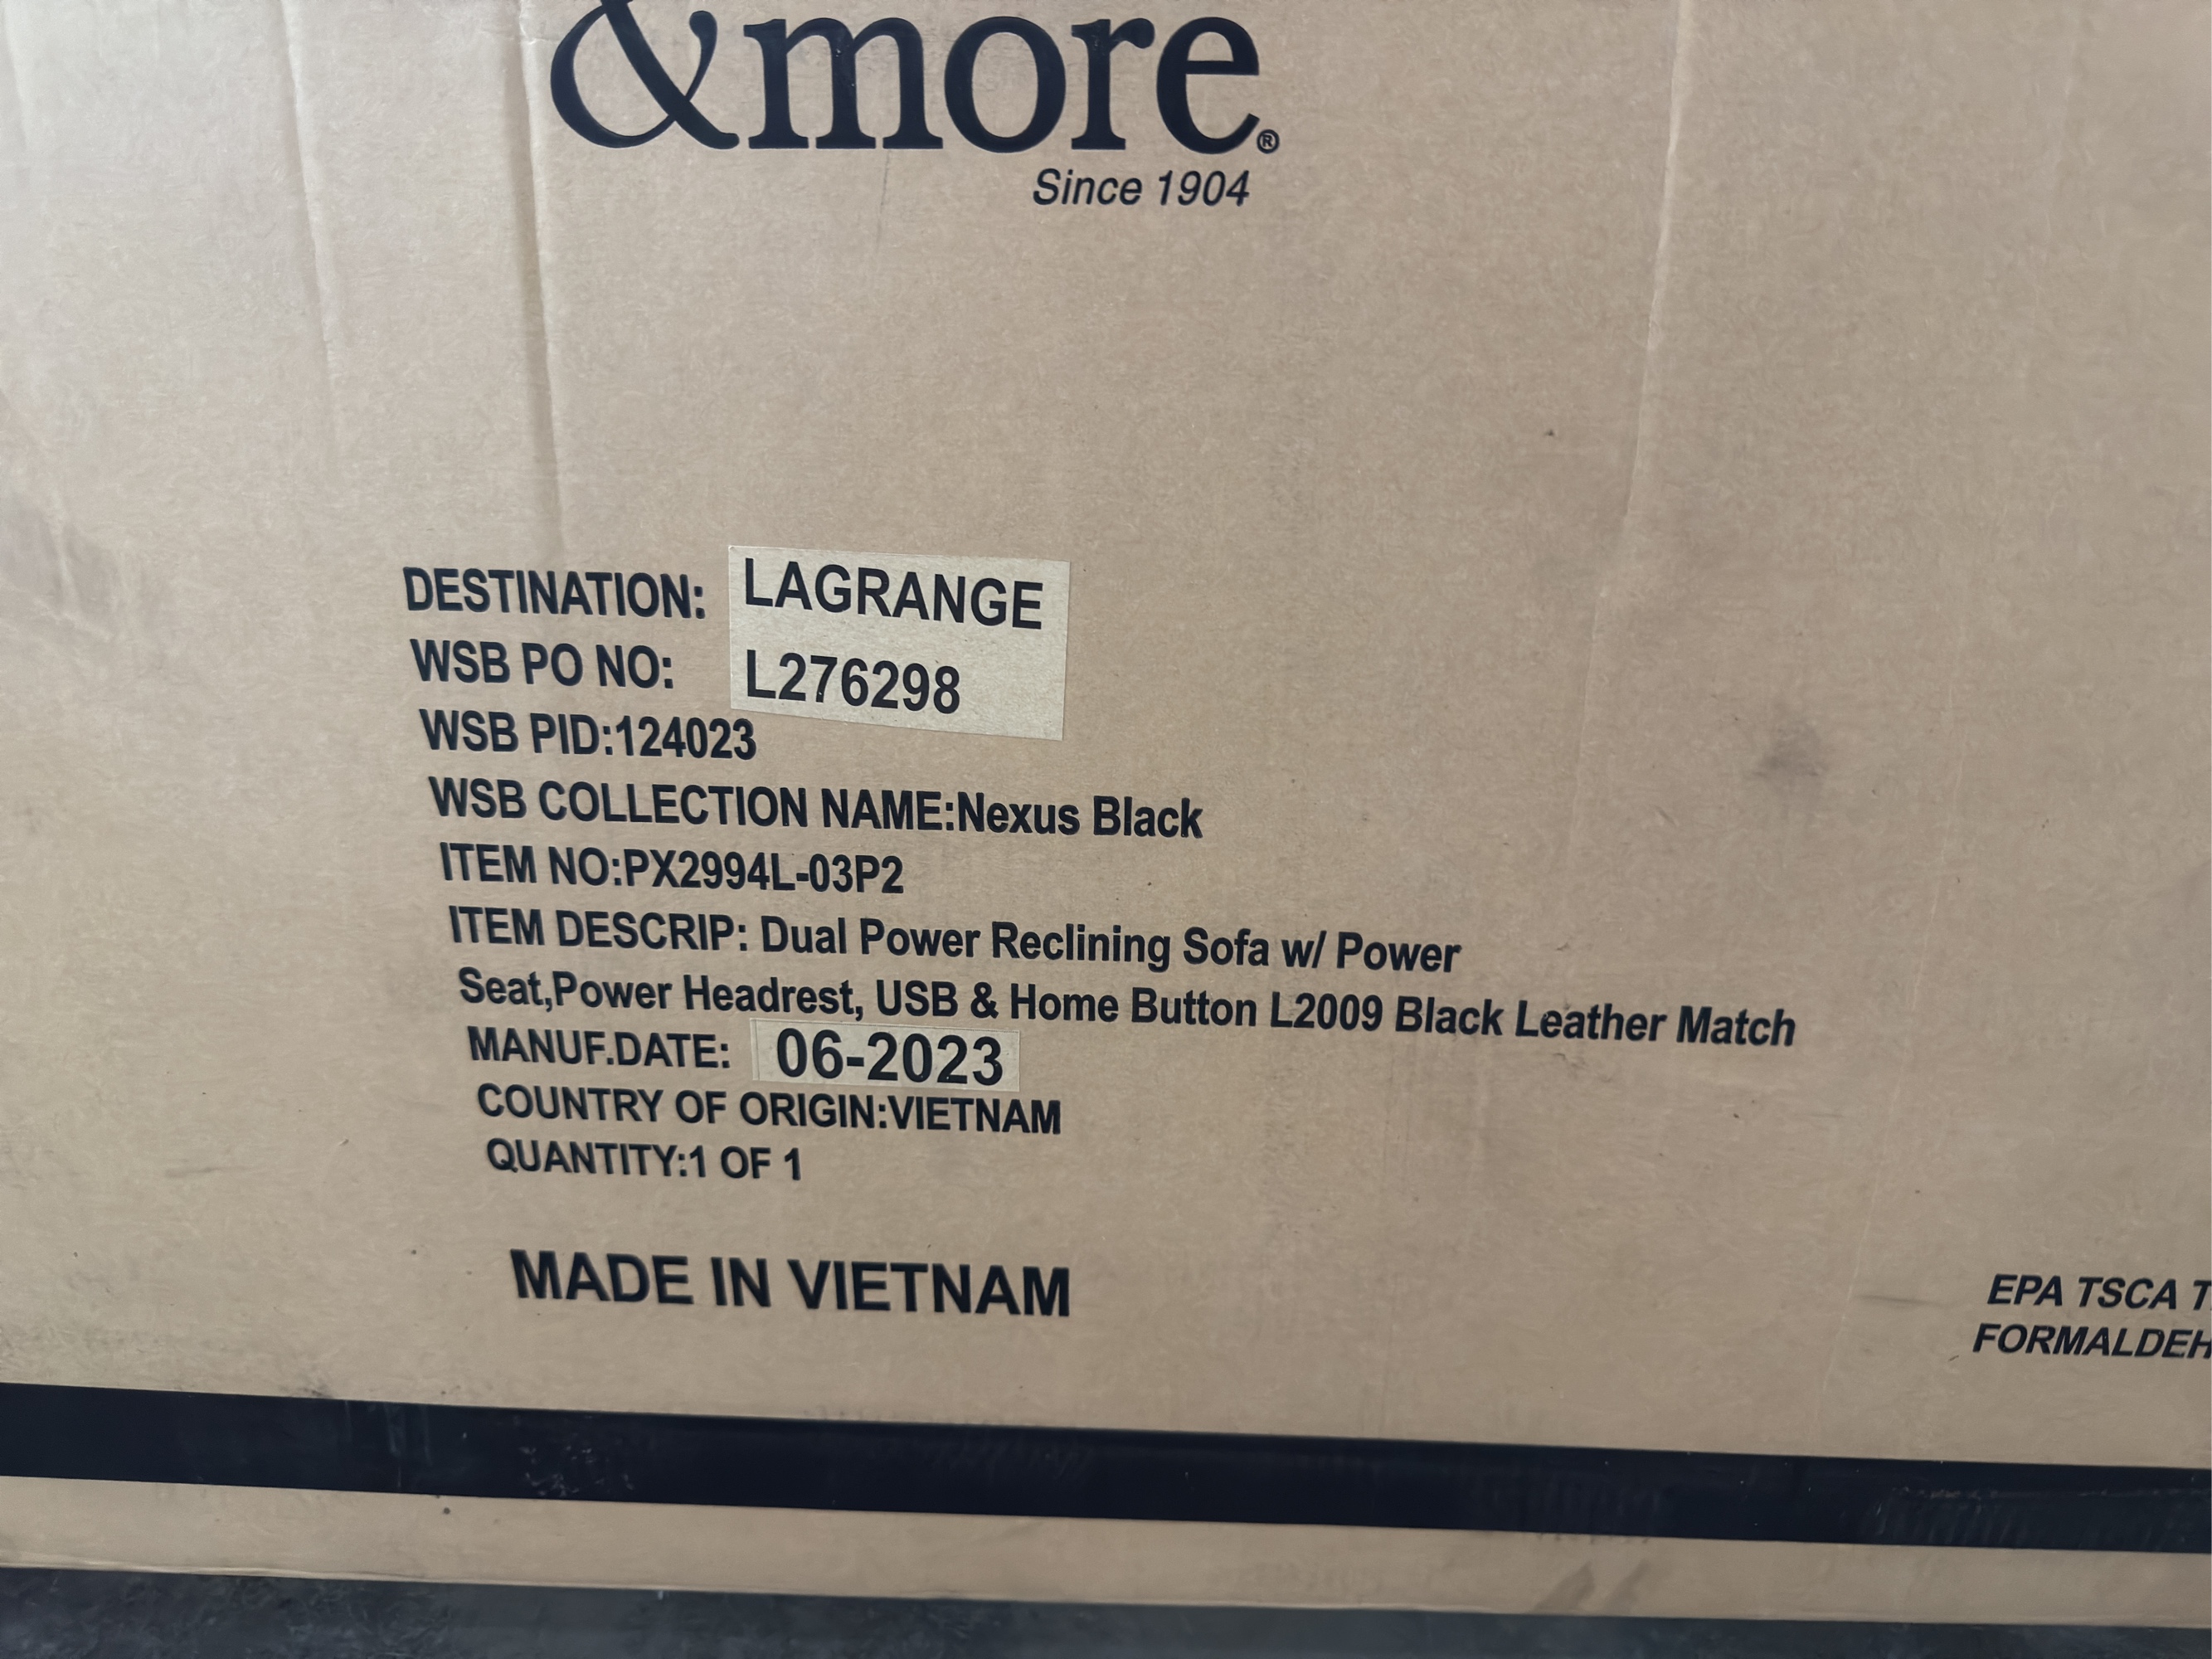 &more®
Since 1904
DESTINATION: LAGRANGE
WSB PO NO: L276298
WSB PID:124023
WSB COLLECTION NAME:Nexus Black
ITEM NO:PX2994L-03P2
ITEM DESCRIP: Dual Power Reclining Sofa w/ Power
Seat,Power Headrest, USB & Home Button L2009 Black Leather Match
MANUF.DATE: 06-2023
COUNTRY OF ORIGIN:VIETNAM
QUANTITY:1 OF 1
MADE IN VIETNAM
EPA TSCA T
FORMALDEH